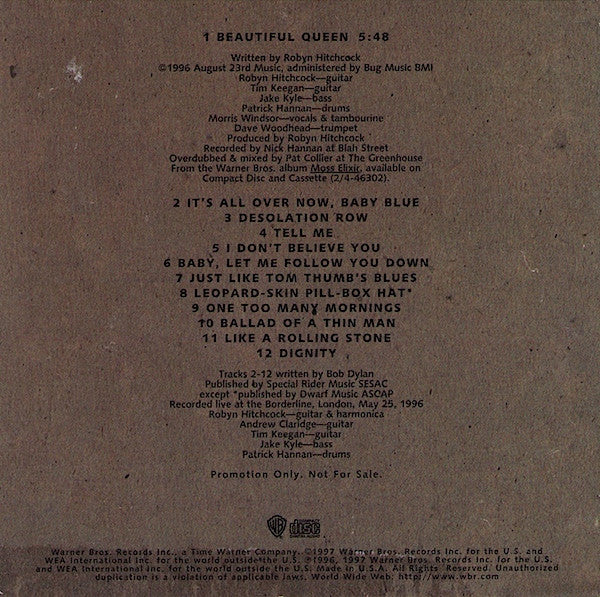 1 BEAUTIFUL QUEEN 5:48
Written by Robyn Hitchcock
©1996 August 23rd Music, administered by Bug Music BMI
Robyn Hitchcock—guitar
Tim Keegan—guitar
Jake Kyle—bass
Patrick Hannan—drums
Morris Windsor—vocals & tambourine
Dave Woodhead—trumpet
Produced by Robyn Hitchcock
Recorded by Nick Hannan at Blah Street
Overdubbed & mixed by Pat Collier at The Greenhouse
From the Warner Bros. album Moss Elixir, available on
Compact Disc and Cassette (2/4-46302).
2 IT'S ALL OVER NOW, BABY BLUE
3 DESOLATION ROW
4 TELL ME
5 I DON'T BELIEVE YOU
6 BABY, LET ME FOLLOW YOU DOWN
7 JUST LIKE TOM THUMB'S BLUES
8 LEOPARD-SKIN PILL-BOX HAT*
9 ONE TOO MANY MORNINGS
10 BALLAD OF A THIN MAN
11 LIKE A ROLLING STONE
12 DIGNITY
Tracks 2-12 written by Bob Dylan
Published by Special Rider Music SESAC
except *published by Dwarf Music ASCAP
Recorded live at the Borderline, London, May 25, 1996
Robyn Hitchcock—guitar & harmonica
Andrew Claridge—guitar
Tim Keegan—guitar
Jake Kyle—bass
Patrick Hannan—drums
Promotion Only. Not For Sale.
WB disc
Warner Bros. Records Inc., a Time Warner Company. ©1997 Warner Bros. Records Inc. for the U.S. and
WEA International Inc. for the world outside the U.S. ℗1996, 1997 Warner Bros. Records Inc. for the U.S.
and WEA International Inc. for the world outside the U.S. Made in U.S.A. All Rights Reserved. Unauthorized
duplication is a violation of applicable laws. World Wide Web: http//www.wbr.com